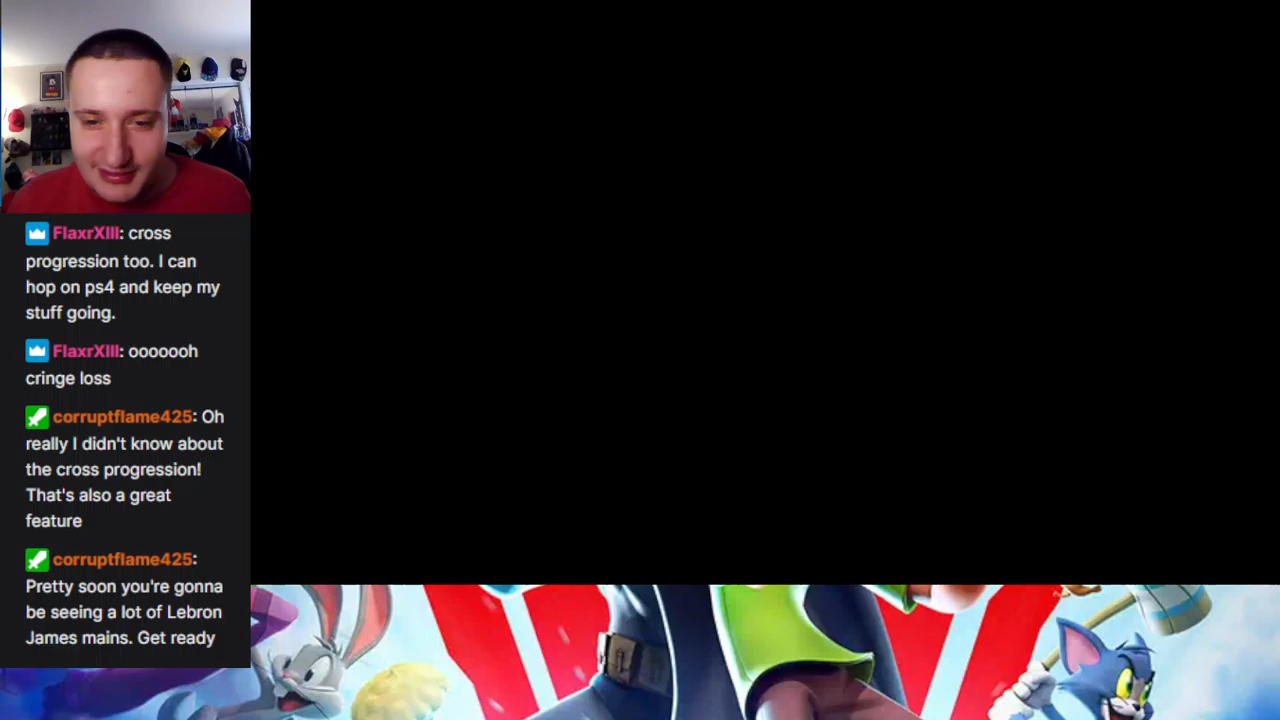 FlaxrXIII: cross
progression too. I can
hop on ps4 and keep my
stuff going.
FlaxrXIII: ooooooh
cringe loss
corruptflame425: Oh
really I didn't know about
the cross progression!
That's also a great
feature
corruptflame425:
Pretty soon you're gonna
be seeing a lot of Lebron
James mains. Get ready